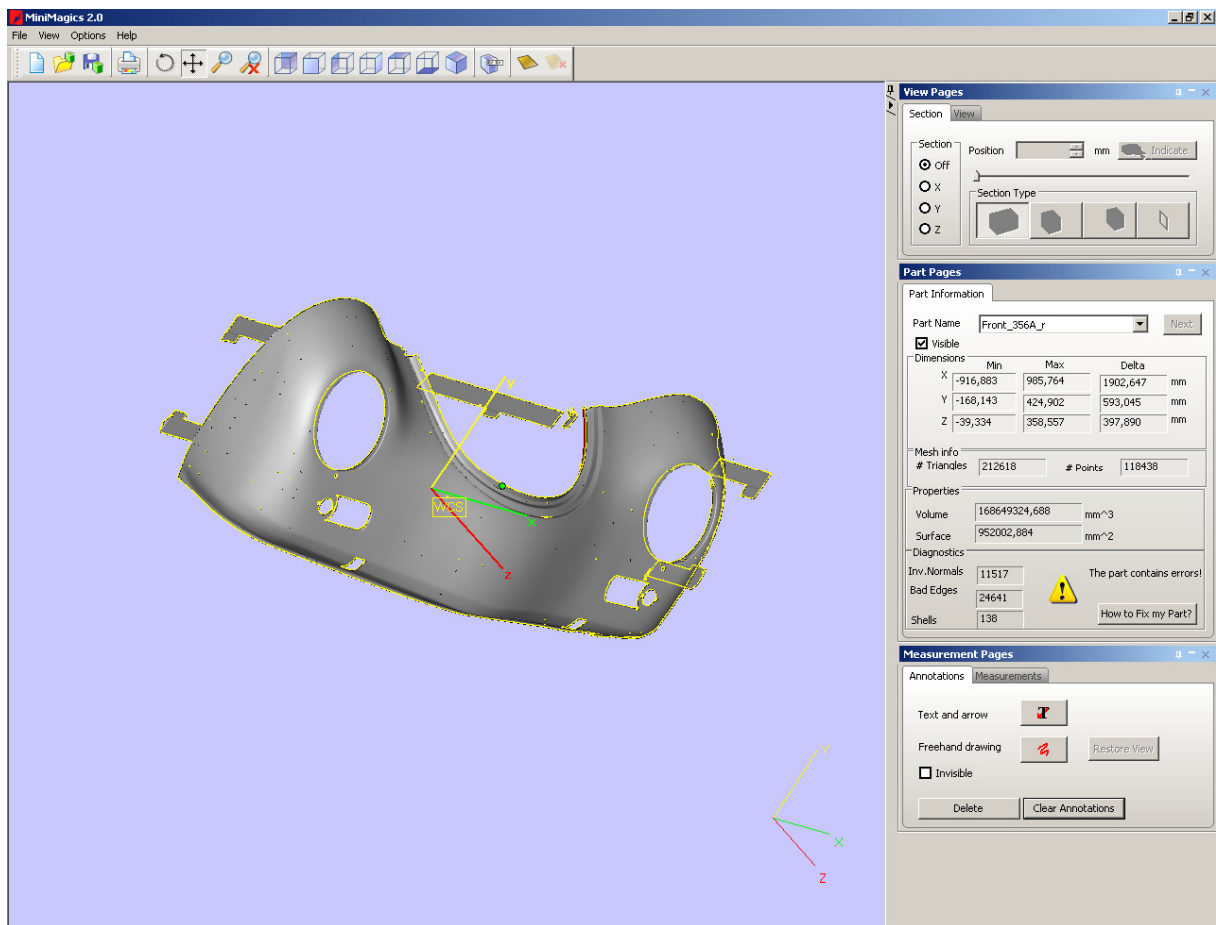 MiniMagics 2.0
File View Options Help
View Pages
Section View
Section
Off
X
Y
Z
Position mm Indicate
Section Type
Part Pages
Part Information
Part Name Front_356A_r Next
Visible
Dimensions
Min Max Delta
X -916,883 985,764 1902,647 mm
Y -168,143 424,902 593,045 mm
Z -39,334 358,557 397,890 mm
Mesh info
# Triangles 212618 # Points 118438
Properties
Volume 168649324,688 mm^3
Surface 952002,884 mm^2
Diagnostics
Inv.Normals 11517 The part contains errors!
Bad Edges 24641
Shells 138 How to Fix my Part?
Measurement Pages
Annotations Measurements
Text and arrow T
Freehand drawing Restore View
Invisible
Delete Clear Annotations
y
WCS
x
z
Y
X
Z